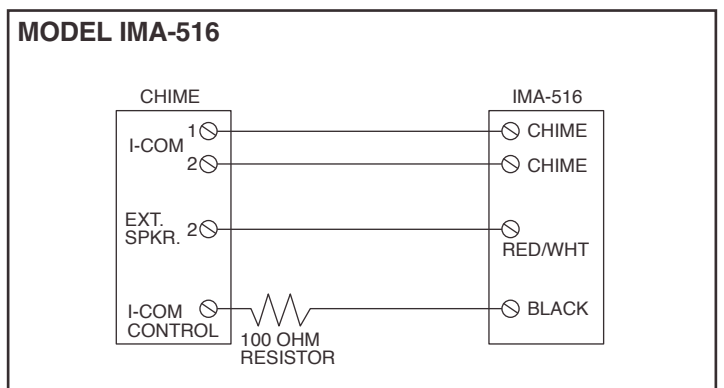 MODEL IMA-516
CHIME
IMA-516
I-COM
1
CHIME
2
CHIME
EXT.
SPKR.
2
RED/WHT
I-COM
CONTROL
BLACK
100 OHM
RESISTOR